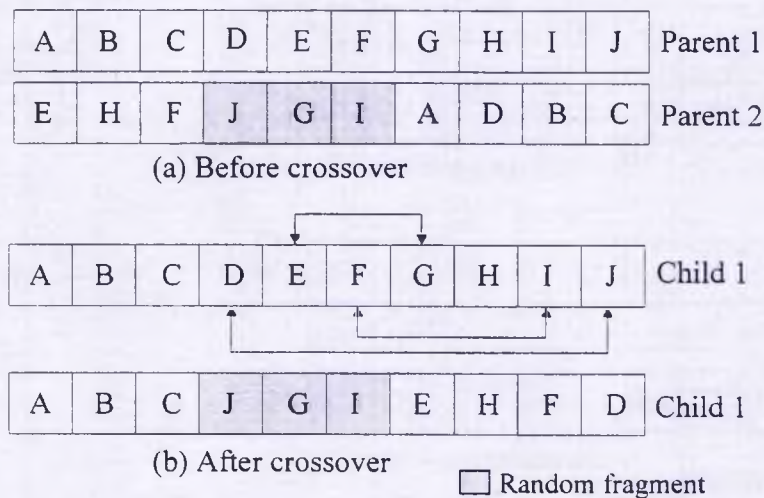 A B C D E F G H I J Parent 1
E H F J G I A D B C Parent 2
(a) Before crossover
A B C D E F G H I J Child 1
A B C J G I E H F D Child 1
(b) After crossover
Random fragment